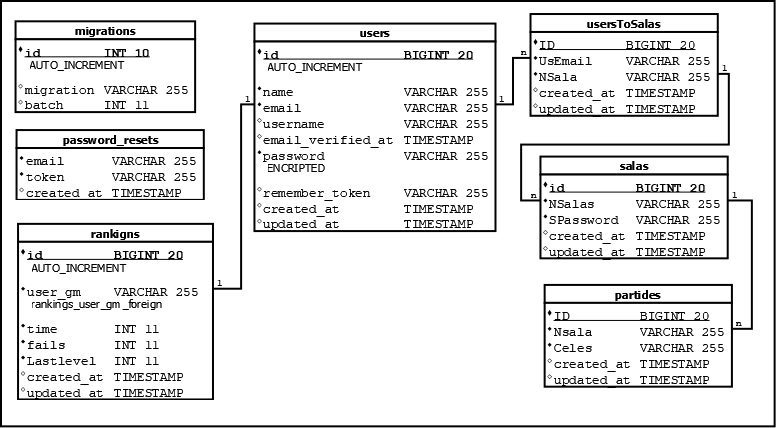 migrations
id INT 10
AUTO_INCREMENT
migration VARCHAR 255
batch INT 11
password_resets
email VARCHAR 255
token VARCHAR 255
created_at TIMESTAMP
rankigns
id BIGINT 20
AUTO_INCREMENT
user_gm VARCHAR 255
rankings_user_gm_foreign
time INT 11
fails INT 11
Lastlevel INT 11
created_at TIMESTAMP
updated_at TIMESTAMP
1
1
users
id BIGINT 20
AUTO_INCREMENT
name VARCHAR 255
email VARCHAR 255
username VARCHAR 255
email_verified_at TIMESTAMP
password VARCHAR 255
ENCRIPTED
remember_token VARCHAR 255
created_at TIMESTAMP
updated_at TIMESTAMP
1
n
usersToSalas
ID BIGINT 20
UsEmail VARCHAR 255
NSala VARCHAR 255
created_at TIMESTAMP
updated_at TIMESTAMP
1
n
salas
id BIGINT 20
NSalas VARCHAR 255
SPassword VARCHAR 255
created_at TIMESTAMP
updated_at TIMESTAMP
1
n
partides
ID BIGINT 20
Nsala VARCHAR 255
Celes VARCHAR 255
created_at TIMESTAMP
updated_at TIMESTAMP